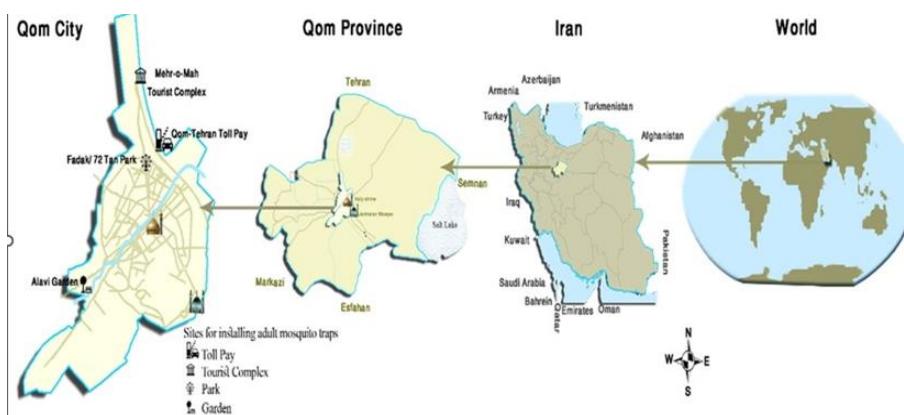 Qom City
Qom Province
Iran
World
Mehr-o-Mah
Tourist Complex
Qom-Tehran Toll Pay
Fadak/ 72 Tan Park
Alavi Garden
Sites for installing adult mosquito traps
Toll Pay
Tourist Complex
Park
Garden
Tehran
Semnan
Salt Lake
Markazi
Esfahan
Azerbaijan
Armenia
Turkey
Turkmenistan
Afghanistan
Iraq
Kuwait
Pakistan
Saudi Arabia
Bahrein
Qatar
Emirates
Oman
N
W
E
S